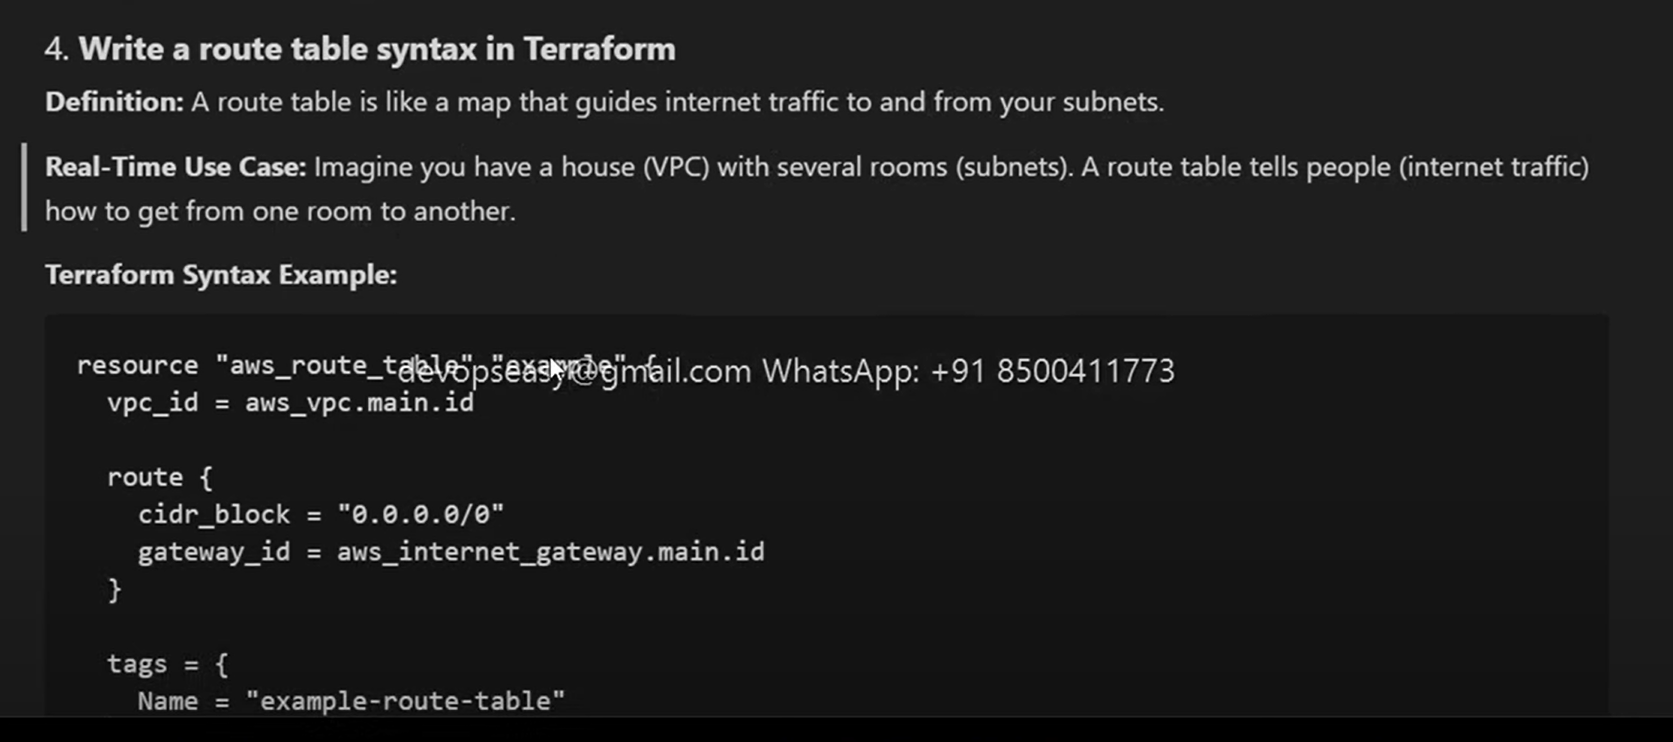 4. Write a route table syntax in Terraform
Definition: A route table is like a map that guides internet traffic to and from your subnets.
Real-Time Use Case: Imagine you have a house (VPC) with several rooms (subnets). A route table tells people (internet traffic)
how to get from one room to another.
Terraform Syntax Example:
resource "aws_route_table" "example" {
devopseasy@gmail.com WhatsApp: +91 8500411773
vpc_id = aws_vpc.main.id
route {
cidr_block = "0.0.0.0/0"
gateway_id = aws_internet_gateway.main.id
}
tags = {
Name = "example-route-table"